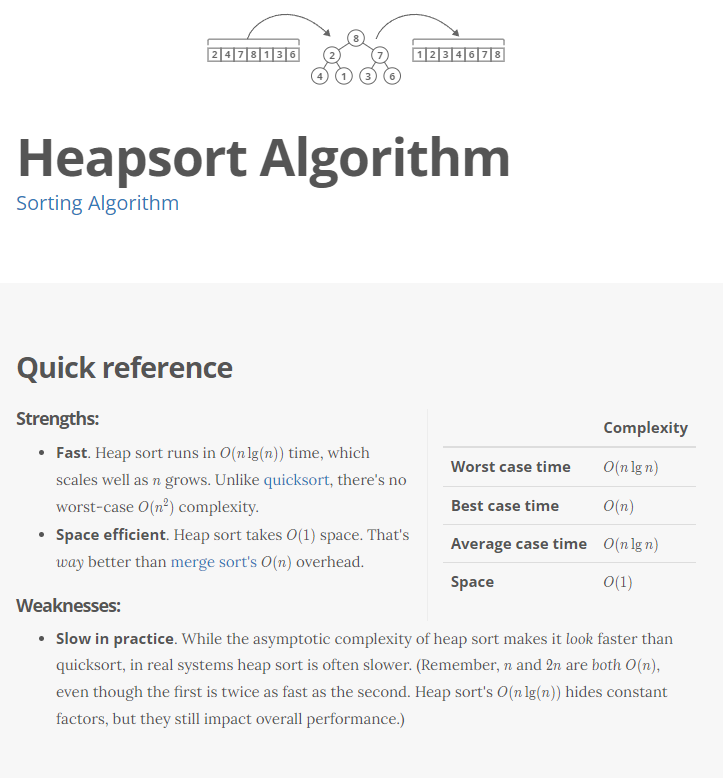 2 4 7 8 1 3 6
8
2 7
4 1 3 6
1 2 3 4 6 7 8
Heapsort Algorithm
Sorting Algorithm
Quick reference
Strengths:
• Fast. Heap sort runs in O(n lg(n)) time, which
scales well as n grows. Unlike quicksort, there's no
worst-case O(n²) complexity.
• Space efficient. Heap sort takes O(1) space. That's
way better than merge sort's O(n) overhead.
Complexity
Worst case time O(n lg n)
Best case time O(n)
Average case time O(n lg n)
Space O(1)
Weaknesses:
• Slow in practice. While the asymptotic complexity of heap sort makes it look faster than
quicksort, in real systems heap sort is often slower. (Remember, n and 2n are both O(n),
even though the first is twice as fast as the second. Heap sort's O(n lg(n)) hides constant
factors, but they still impact overall performance.)